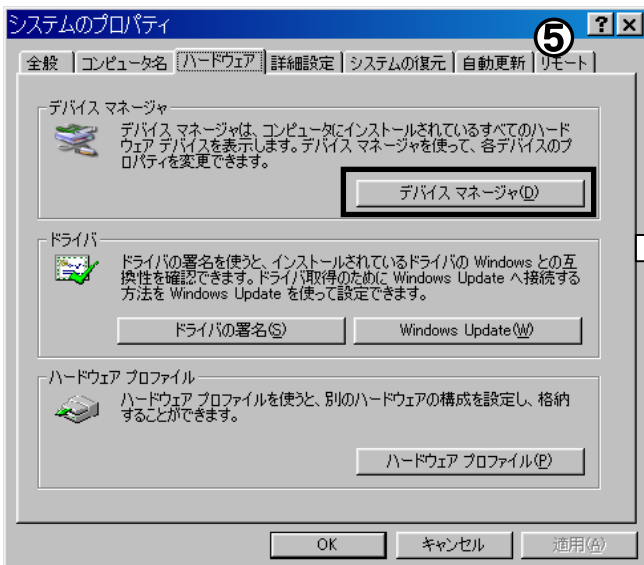 システムのプロパティ
⑤
全般 コンピュータ名 ハードウェア 詳細設定 システムの復元 自動更新 リモート
デバイス マネージャ
デバイス マネージャは、コンピュータにインストールされているすべてのハード
ウェア デバイスを表示します。デバイス マネージャを使って、各デバイスのプ
ロパティを変更できます。
デバイス マネージャ(D)
ドライバ
ドライバの署名を使うと、インストールされているドライバの Windows との互
換性を確認できます。ドライバ取得のために Windows Update へ接続する
方法を Windows Update を使って設定できます。
ドライバの署名(S) Windows Update(W)
ハードウェア プロファイル
ハードウェア プロファイルを使うと、別のハードウェアの構成を設定し、格納
することができます。
ハードウェア プロファイル(P)
OK キャンセル 適用(A)